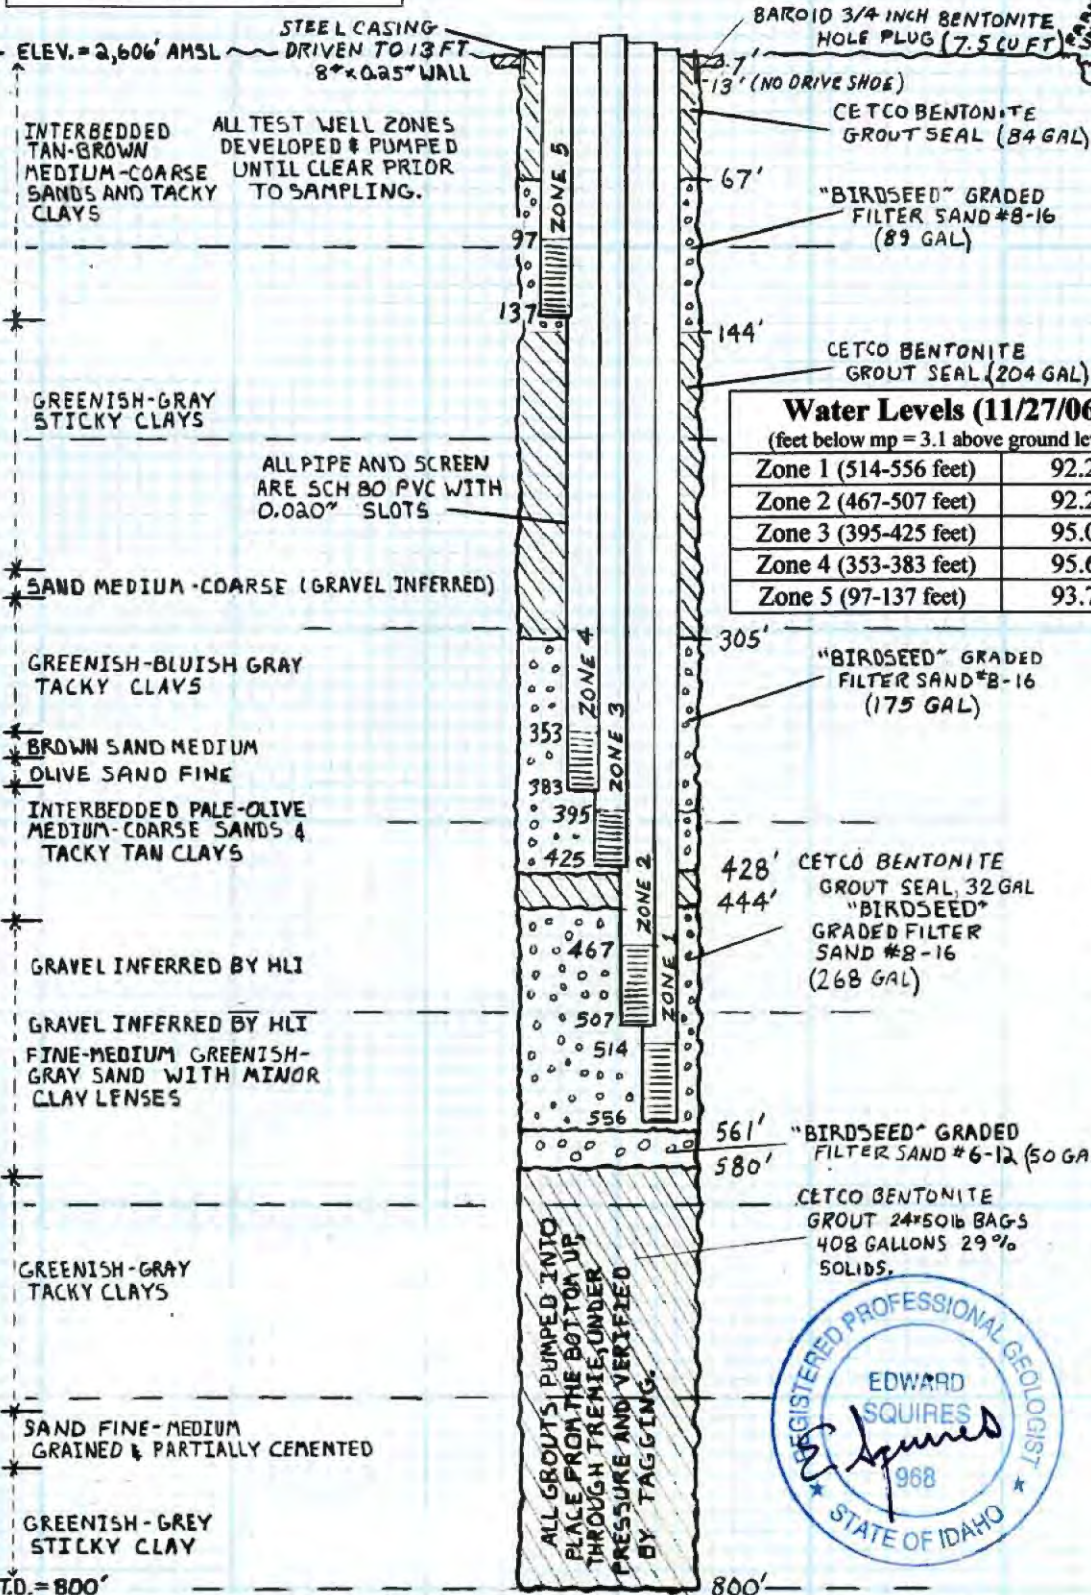 ELEV. = 2,606' AMSL
STEEL CASING
DRIVEN TO 13 FT
8" x 0.25" WALL
BAROID 3/4 INCH BENTONITE
HOLE PLUG (7.5 CU FT)
13' (NO DRIVE SHOE)
CETCO BENTONITE
GROUT SEAL (84 GAL)
INTERBEDDED
TAN-BROWN
MEDIUM-COARSE
SANDS AND TACKY
CLAYS
ALL TEST WELL ZONES
DEVELOPED & PUMPED
UNTIL CLEAR PRIOR
TO SAMPLING.
ZONE 5
67'
"BIRDSEED" GRADED
FILTER SAND #8-16
(89 GAL)
97
137
144'
CETCO BENTONITE
GROUT SEAL (204 GAL)
GREENISH-GRAY
STICKY CLAYS
Water Levels (11/27/06
(feet below mp = 3.1 above ground le
Zone 1 (514-556 feet) 92.2
Zone 2 (467-507 feet) 92.2
Zone 3 (395-425 feet) 95.
Zone 4 (353-383 feet) 95.
Zone 5 (97-137 feet) 93.7
ALL PIPE AND SCREEN
ARE SCH 80 PVC WITH
0.020" SLOTS
SAND MEDIUM-COARSE (GRAVEL INFERRED)
305'
GREENISH-BLUISH GRAY
TACKY CLAYS
ZONE 4
"BIRDSEED" GRADED
FILTER SAND #8-16
(175 GAL)
353
ZONE 3
BROWN SAND MEDIUM
OLIVE SAND FINE
383
INTERBEDDED PALE-OLIVE
MEDIUM-COARSE SANDS &
TACKY TAN CLAYS
395
425
428'
444'
CETCO BENTONITE
GROUT SEAL, 32 GAL
"BIRDSEED"
GRADED FILTER
SAND #8-16
(268 GAL)
ZONE 2
467
ZONE 1
GRAVEL INFERRED BY HLI
507
GRAVEL INFERRED BY HLI
FINE-MEDIUM GREENISH-
GRAY SAND WITH MINOR
CLAY LENSES
514
556
561'
580'
"BIRDSEED" GRADED
FILTER SAND #6-12 (50 GA
CETCO BENTONITE
GROUT 24x50lb BAGS
408 GALLONS 29%
SOLIDS.
GREENISH-GRAY
TACKY CLAYS
ALL GROUTS PUMPED INTO
PLACE FROM THE BOTTOM UP,
THROUGH TREMIE, UNDER
PRESSURE AND VERIFIED
BY TAGGING.
SAND FINE-MEDIUM
GRAINED & PARTIALLY CEMENTED
GREENISH-GREY
STICKY CLAY
T.D. = 800'
800'
REGISTERED PROFESSIONAL GEOLOGIST
EDWARD
SQUIRES
E Squires
968
STATE OF IDAHO